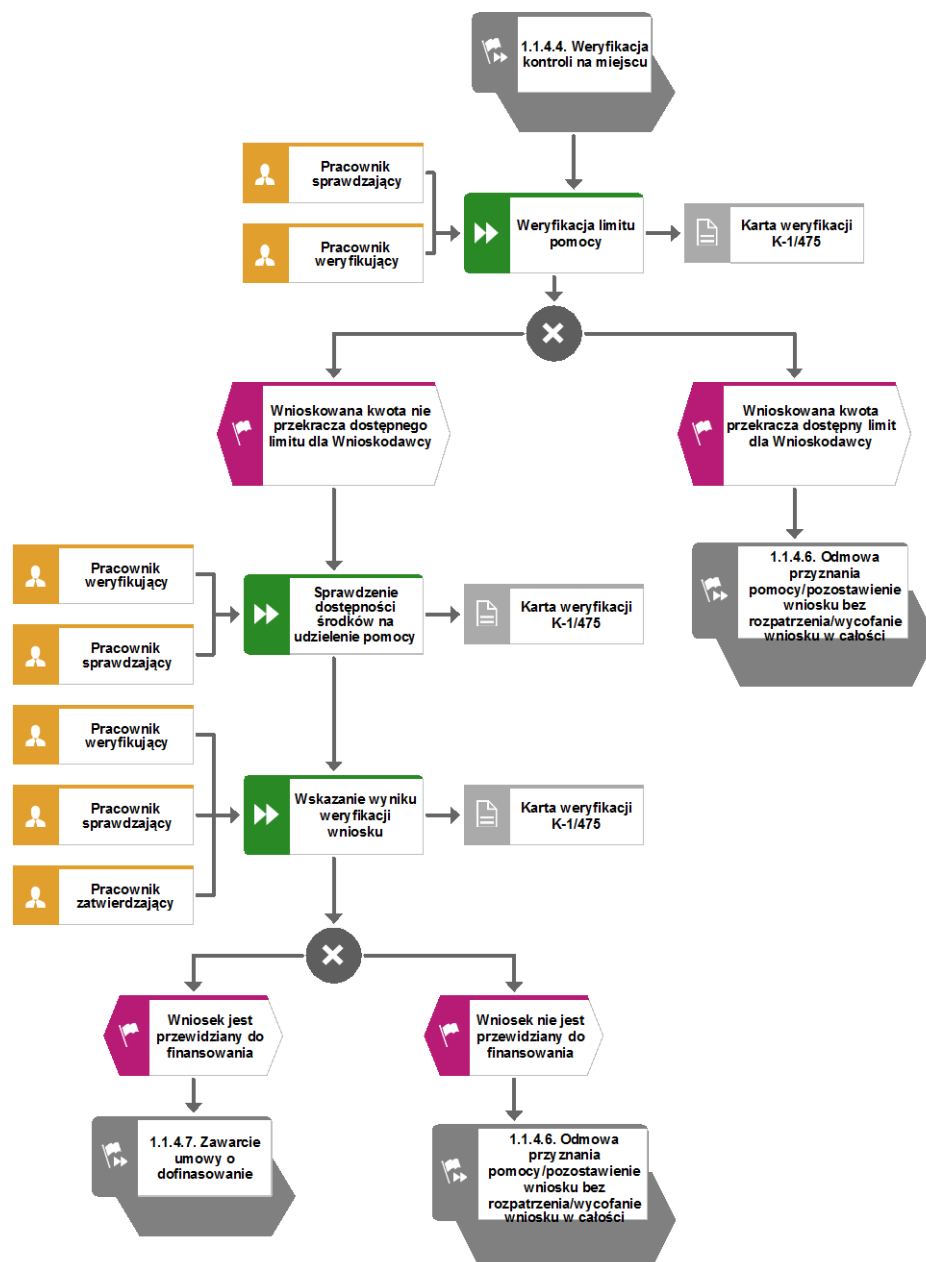 1.1.4.4. Weryfikacja
kontroli na miejscu
Pracownik
sprawdzający
Pracownik
weryfikujący
Weryfikacja limitu
pomocy
Karta weryfikacji
K-1/475
Wnioskowana kwota nie
przekracza dostępnego
limitu dla Wnioskodawcy
Wnioskowana kwota
przekracza dostępny limit
dla Wnioskodawcy
Pracownik
weryfikujący
Pracownik
sprawdzający
Sprawdzenie
dostępności
środków na
udzielenie pomocy
Karta weryfikacji
K-1/475
1.1.4.6. Odmowa
przyznania
pomocy/pozostawienie
wniosku bez
rozpatrzenia/wycofanie
wniosku w całości
Pracownik
weryfikujący
Pracownik
sprawdzający
Pracownik
zatwierdzający
Wskazanie wyniku
weryfikacji
wniosku
Karta weryfikacji
K-1/475
Wniosek jest
przewidziany do
finansowania
Wniosek nie jest
przewidziany do
finansowania
1.1.4.7. Zawarcie
umowy o
dofinasowanie
1.1.4.6. Odmowa
przyznania
pomocy/pozostawienie
wniosku bez
rozpatrzenia/wycofanie
wniosku w całości